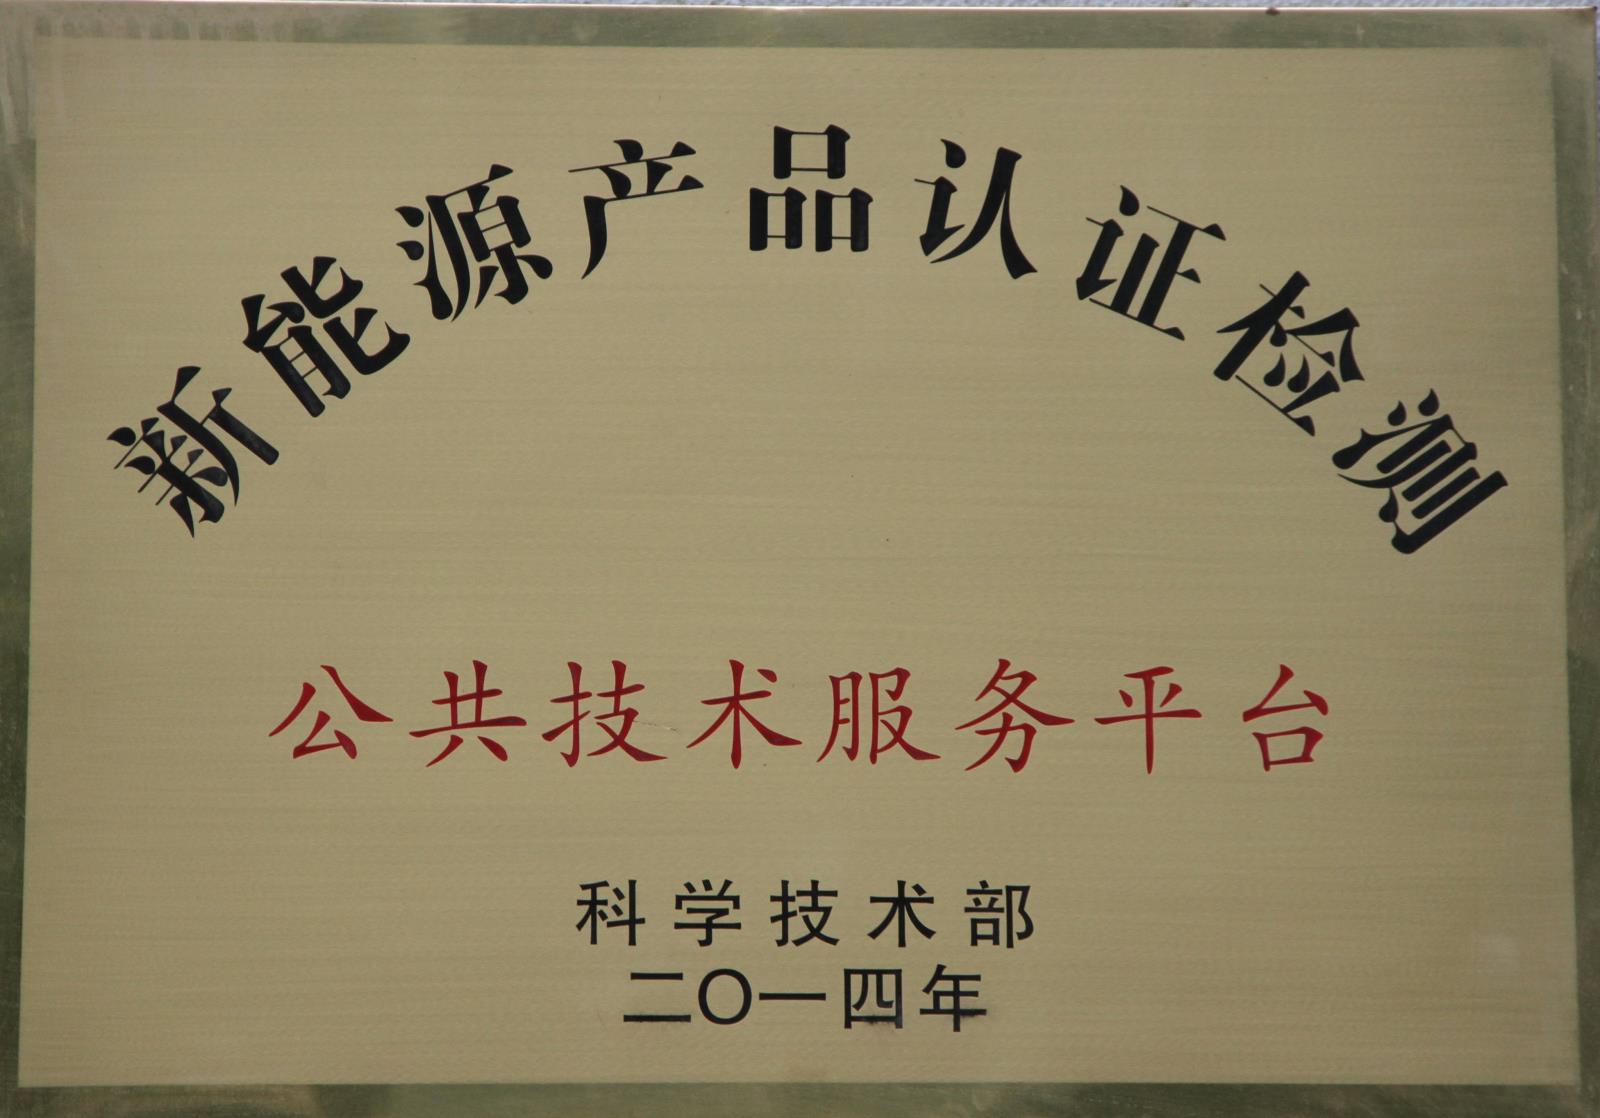 新能源产品认证检测
公共技术服务平台
科学技术部
二〇一四年